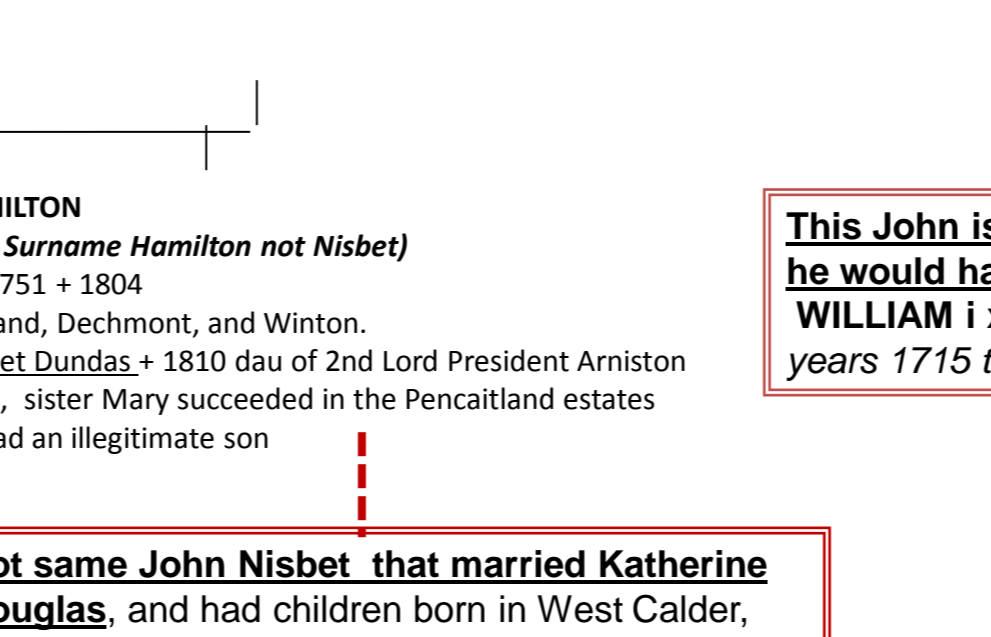 MILTON
Surname Hamilton not Nisbet)
751 + 1804
and, Dechmont, and Winton.
et Dundas + 1810 dau of 2nd Lord President Arniston
, sister Mary succeeded in the Pencaitland estates
ad an illegitimate son
This John is
he would ha
WILLIAM i x
years 1715 t
ot same John Nisbet that married Katherine
ouglas, and had children born in West Calder,